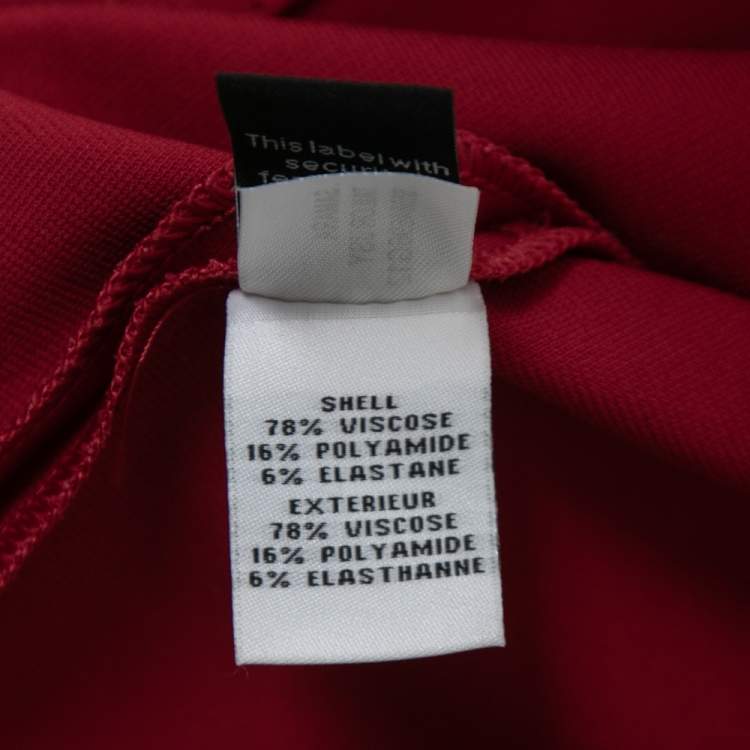 This label with
SHELL
78% VISCOSE
16% POLYAMIDE
6% ELASTANE
EXTERIEUR
78% VISCOSE
16% POLYAMIDE
6% ELASTHANNE